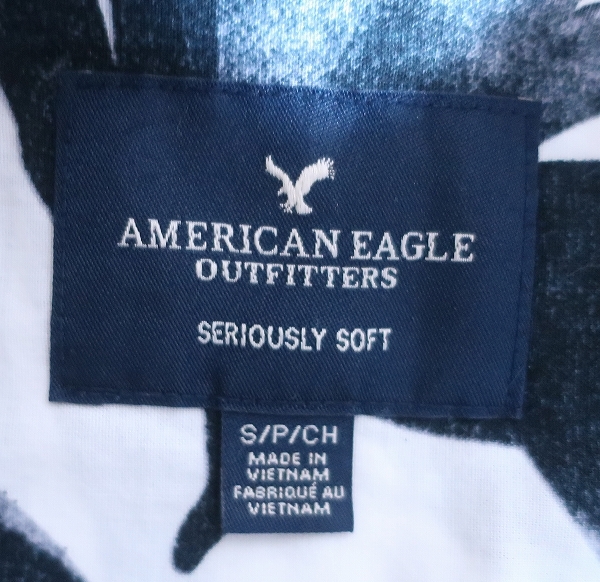 AMERICAN EAGLE
OUTFITTERS
SERIOUSLY SOFT
S/P/CH
MADE IN
VIETNAM
FABRIQUÉ AU
VIETNAM